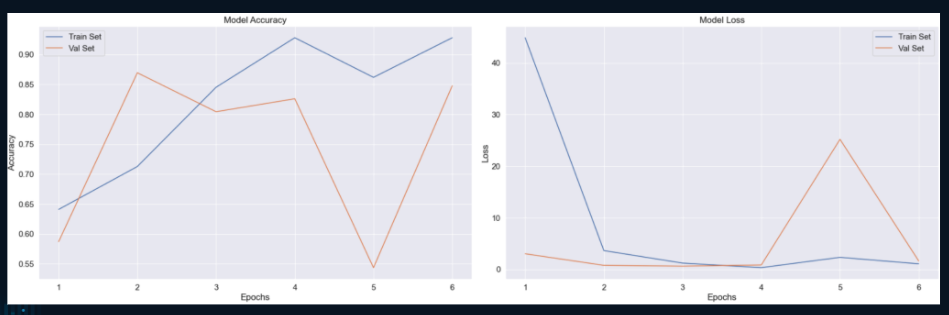 Model Accuracy
Train Set
Val Set
0.90
0.85
0.80
0.75
0.70
0.65
0.60
0.55
Accuracy
1 2 3 4 5 6
Epochs
Model Loss
Train Set
Val Set
40
30
20
10
0
Loss
1 2 3 4 5 6
Epochs